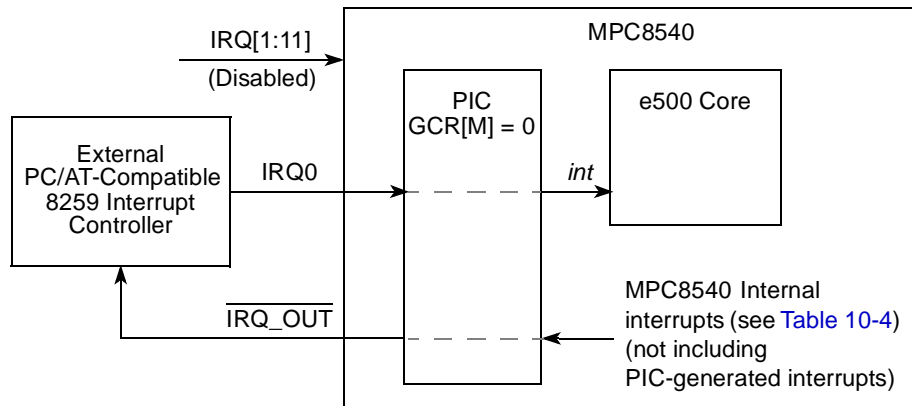 MPC8540
IRQ[1:11]
(Disabled)
PIC
GCR[M] = 0
e500 Core
External
PC/AT-Compatible
8259 Interrupt
Controller
IRQ0
int
IRQ_OUT
MPC8540 Internal
interrupts (see Table 10-4)
(not including
PIC-generated interrupts)